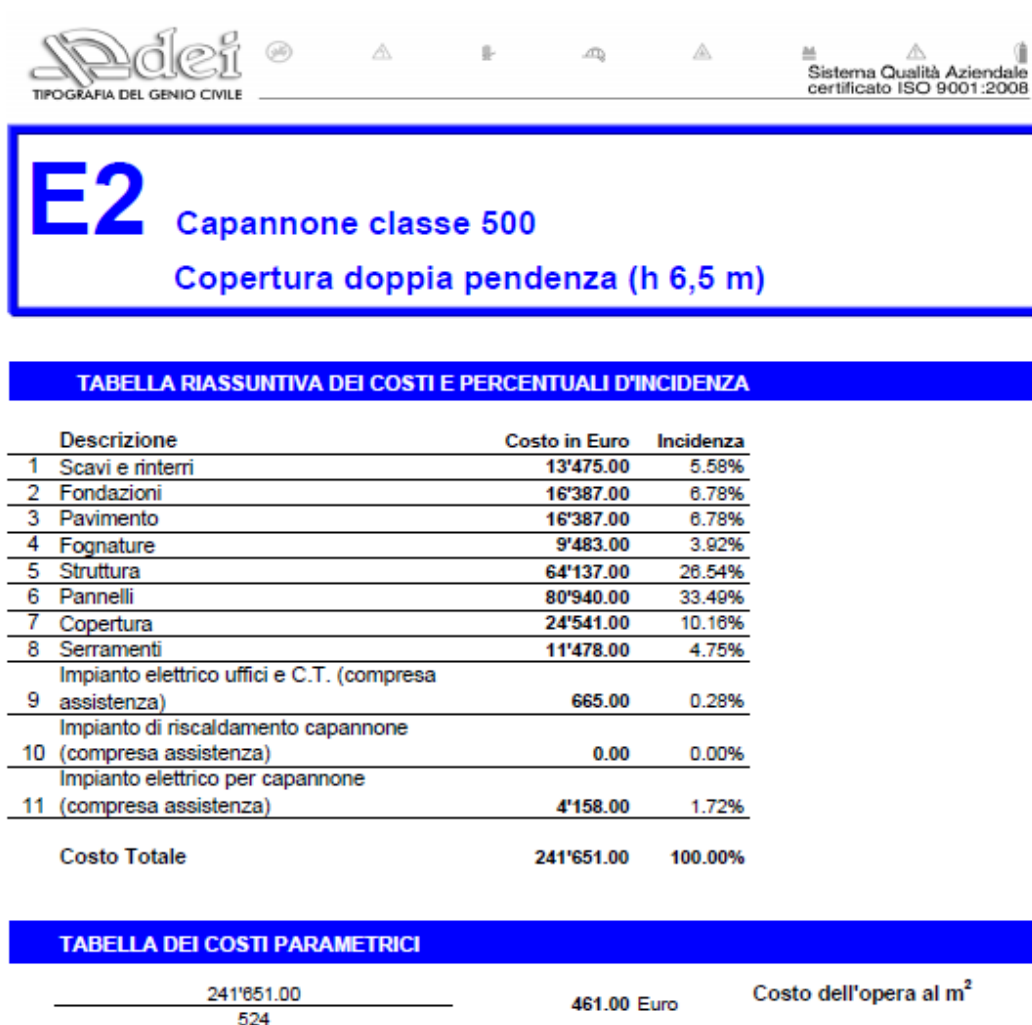 dei
TIPOGRAFIA DEL GENIO CIVILE
Sistema Qualità Aziendale
certificato ISO 9001:2008
E2 Capannone classe 500
Copertura doppia pendenza (h 6,5 m)
TABELLA RIASSUNTIVA DEI COSTI E PERCENTUALI D'INCIDENZA
Descrizione Costo in Euro Incidenza
1 Scavi e rinterri 13'475.00 5.58%
2 Fondazioni 16'387.00 6.78%
3 Pavimento 16'387.00 6.78%
4 Fognature 9'483.00 3.92%
5 Struttura 64'137.00 26.54%
6 Pannelli 80'940.00 33.49%
7 Copertura 24'541.00 10.16%
8 Serramenti 11'478.00 4.75%
Impianto elettrico uffici e C.T. (compresa
9 assistenza) 665.00 0.28%
Impianto di riscaldamento capannone
10 (compresa assistenza) 0.00 0.00%
Impianto elettrico per capannone
11 (compresa assistenza) 4'158.00 1.72%
Costo Totale 241'651.00 100.00%
TABELLA DEI COSTI PARAMETRICI
241'651.00
524
461.00 Euro
Costo dell'opera al m²